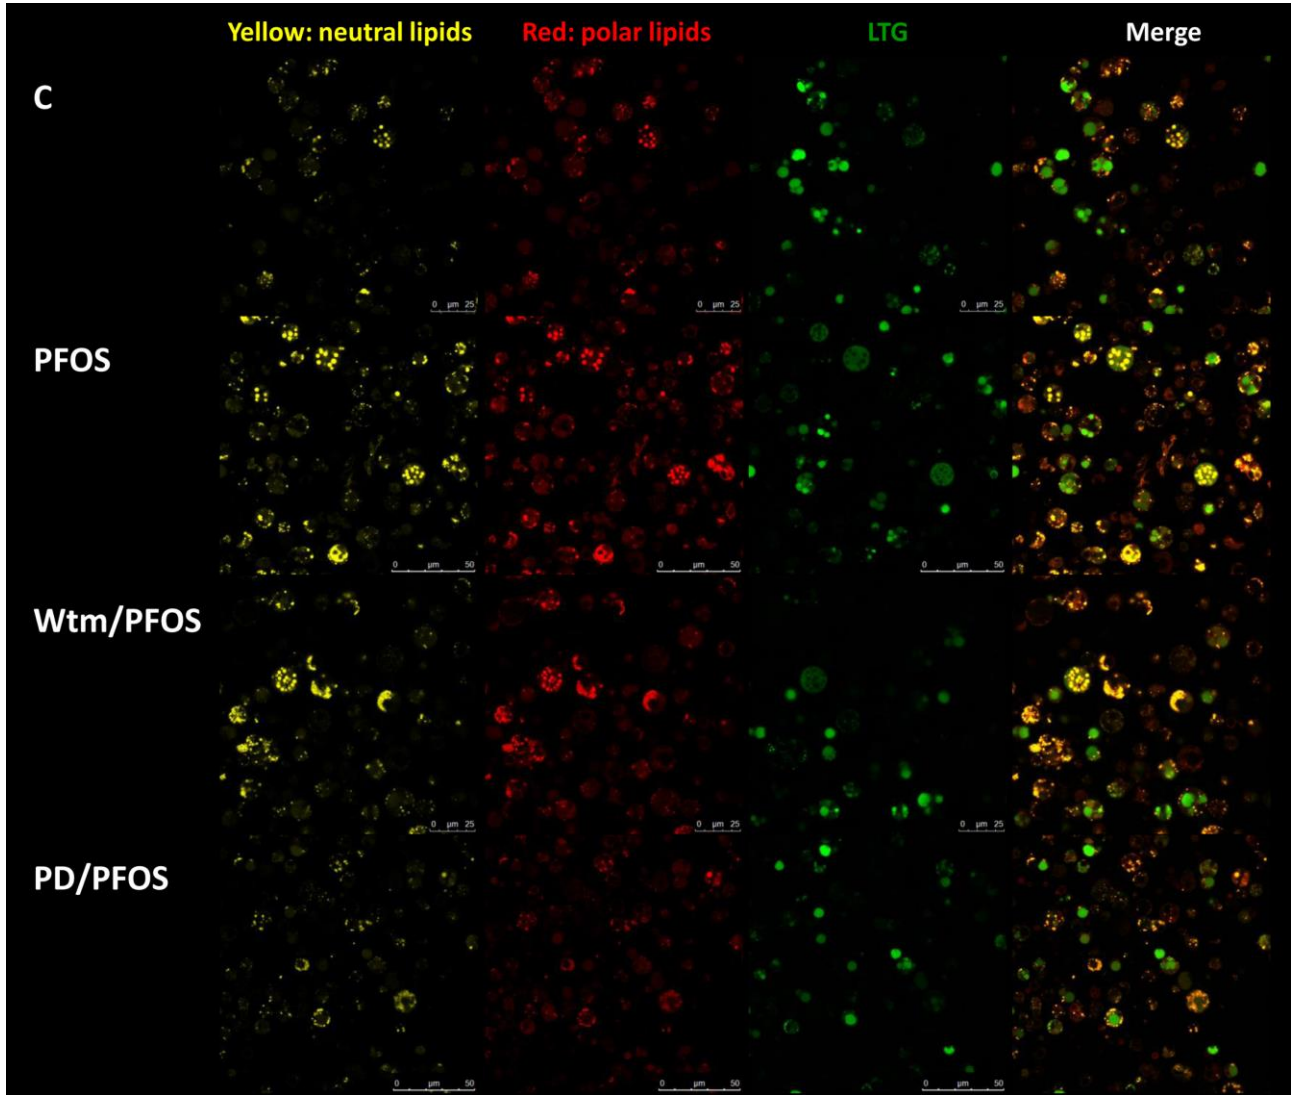 Yellow: neutral lipids Red: polar lipids LTG Merge
C
0 µm 25 0 µm 25 0 µm 25
PFOS
0 µm 50 0 µm 50 0 µm 50
Wtm/PFOS
0 µm 25 0 µm 25 0 µm 25
PD/PFOS
0 µm 50 0 µm 50 0 µm 50